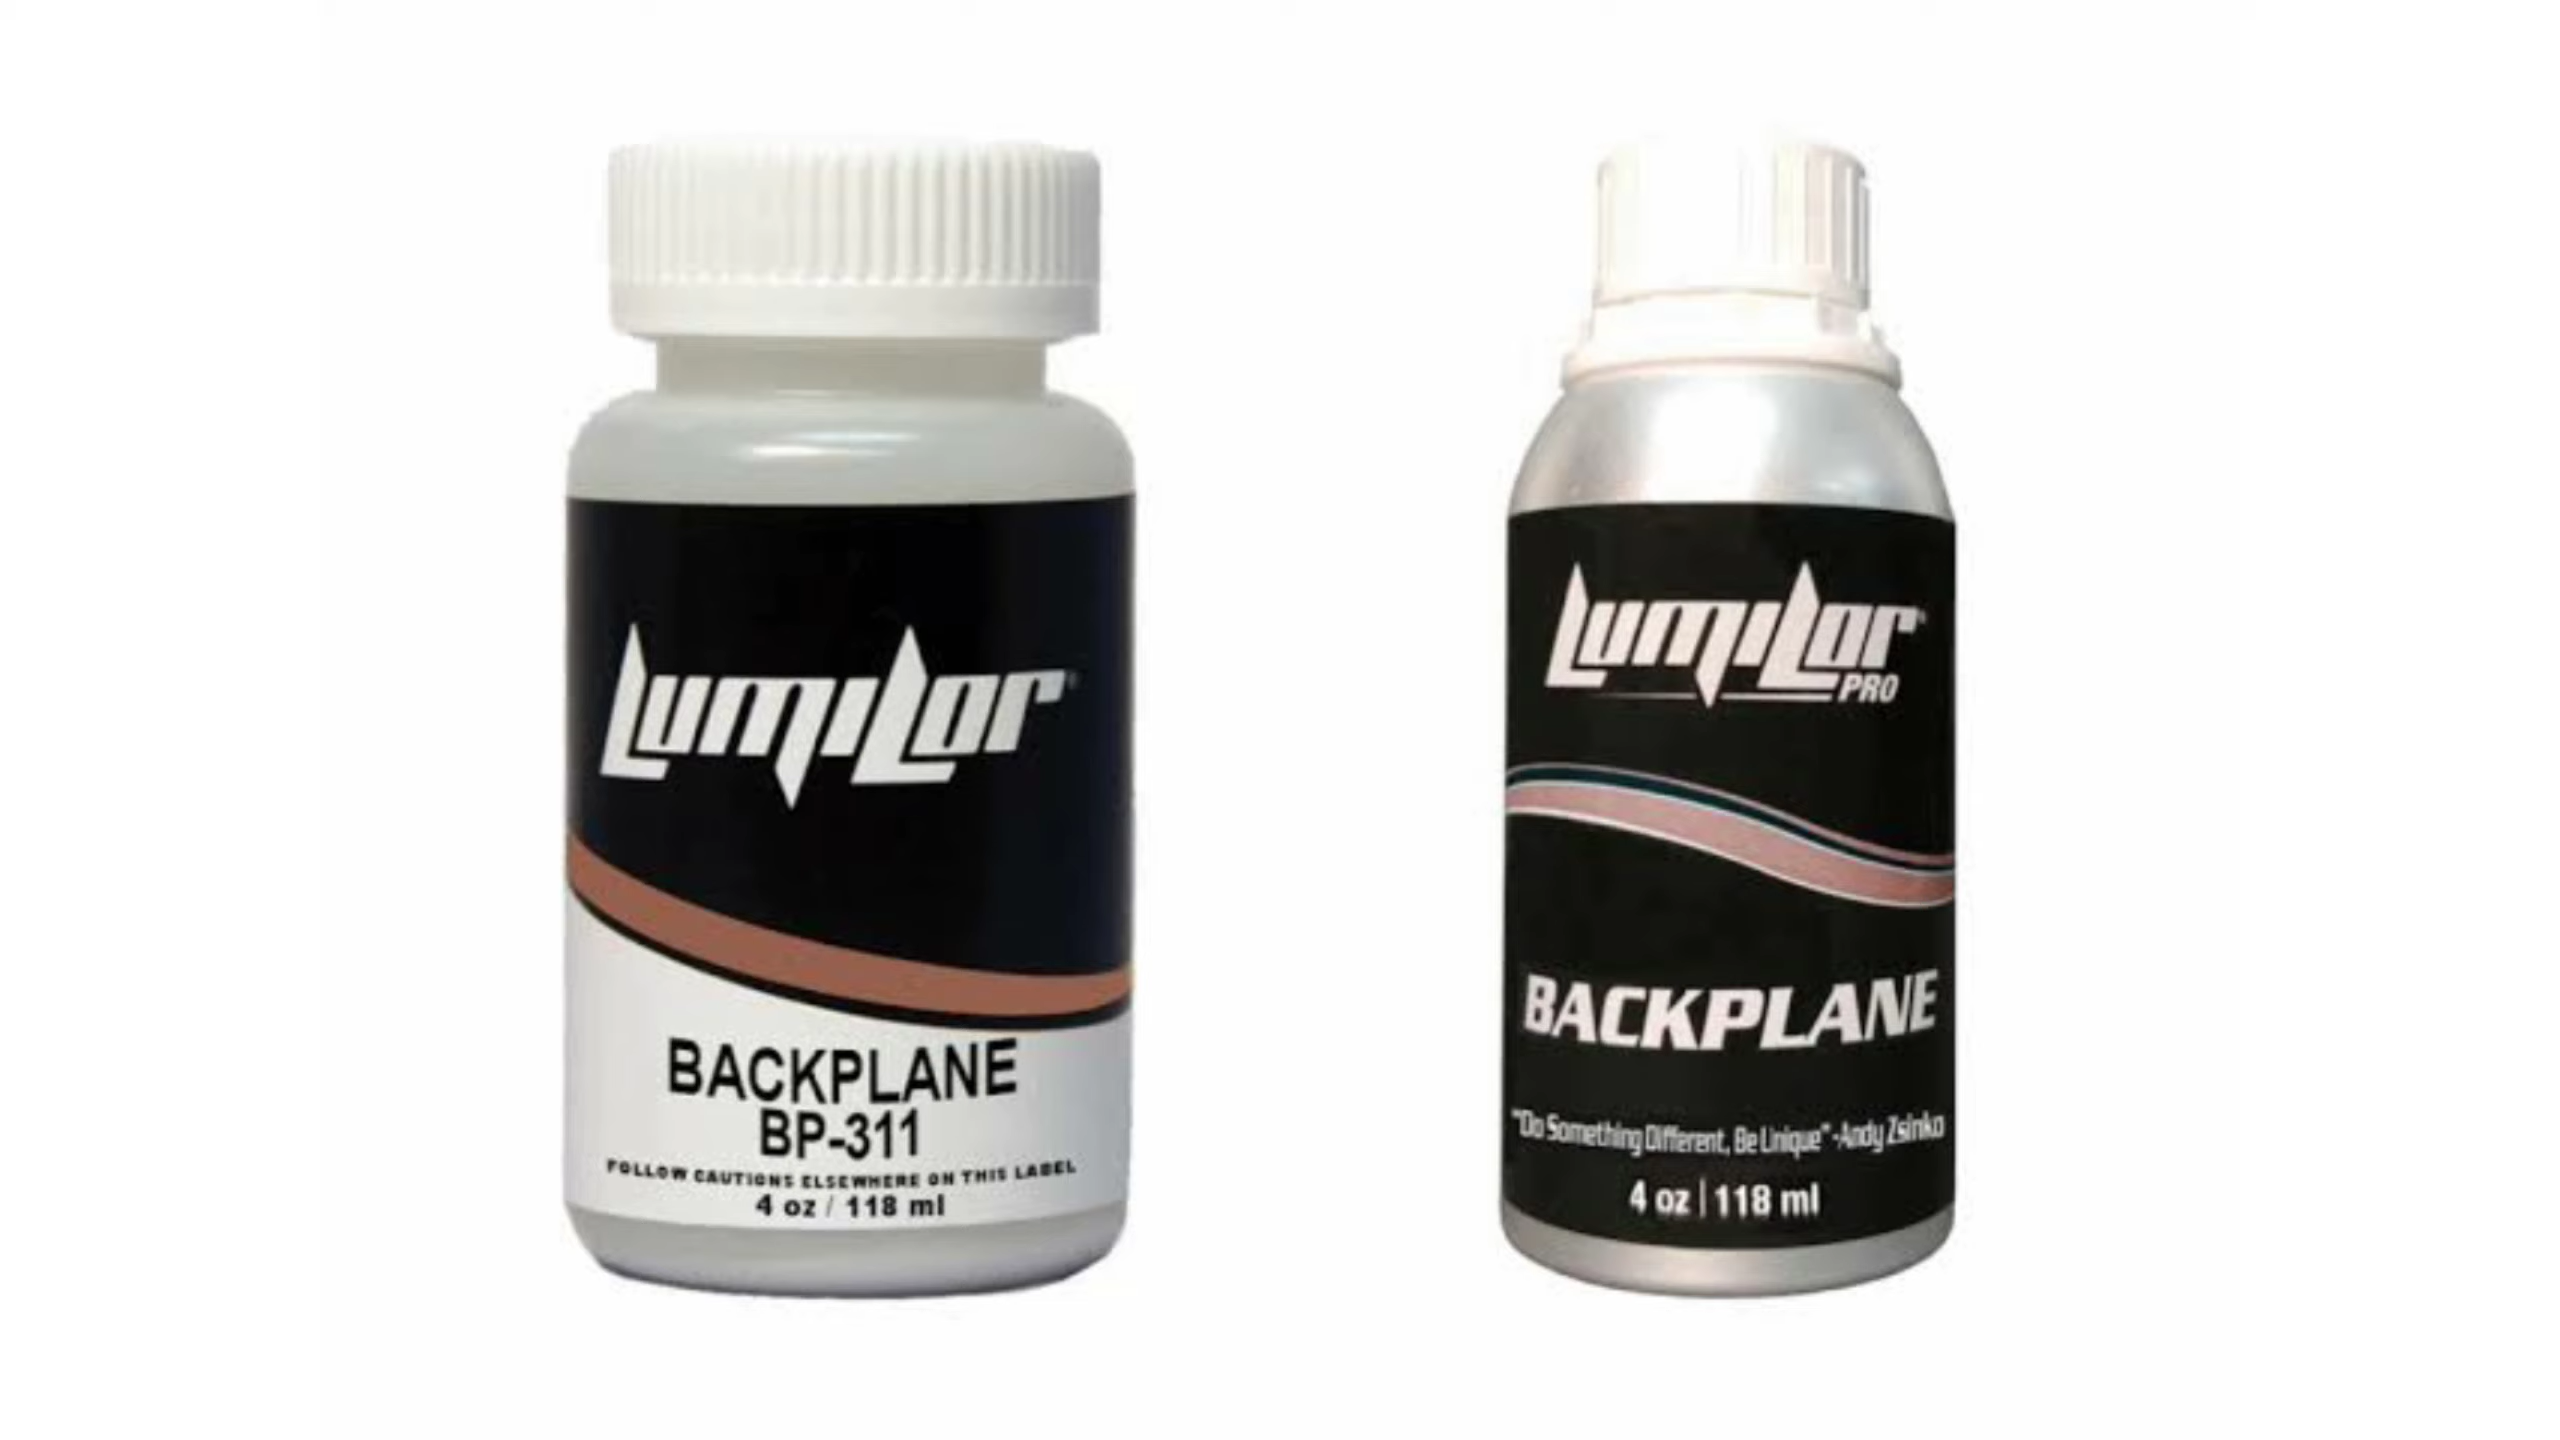 LumiLor®
BACKPLANE
BP-311
FOLLOW CAUTIONS ELSEWHERE ON THIS LABEL
4 oz / 118 ml
LumiLor®
PRO
BACKPLANE
"Do Something Different, Be Unique" -Andy Zsinko
4 oz | 118 ml